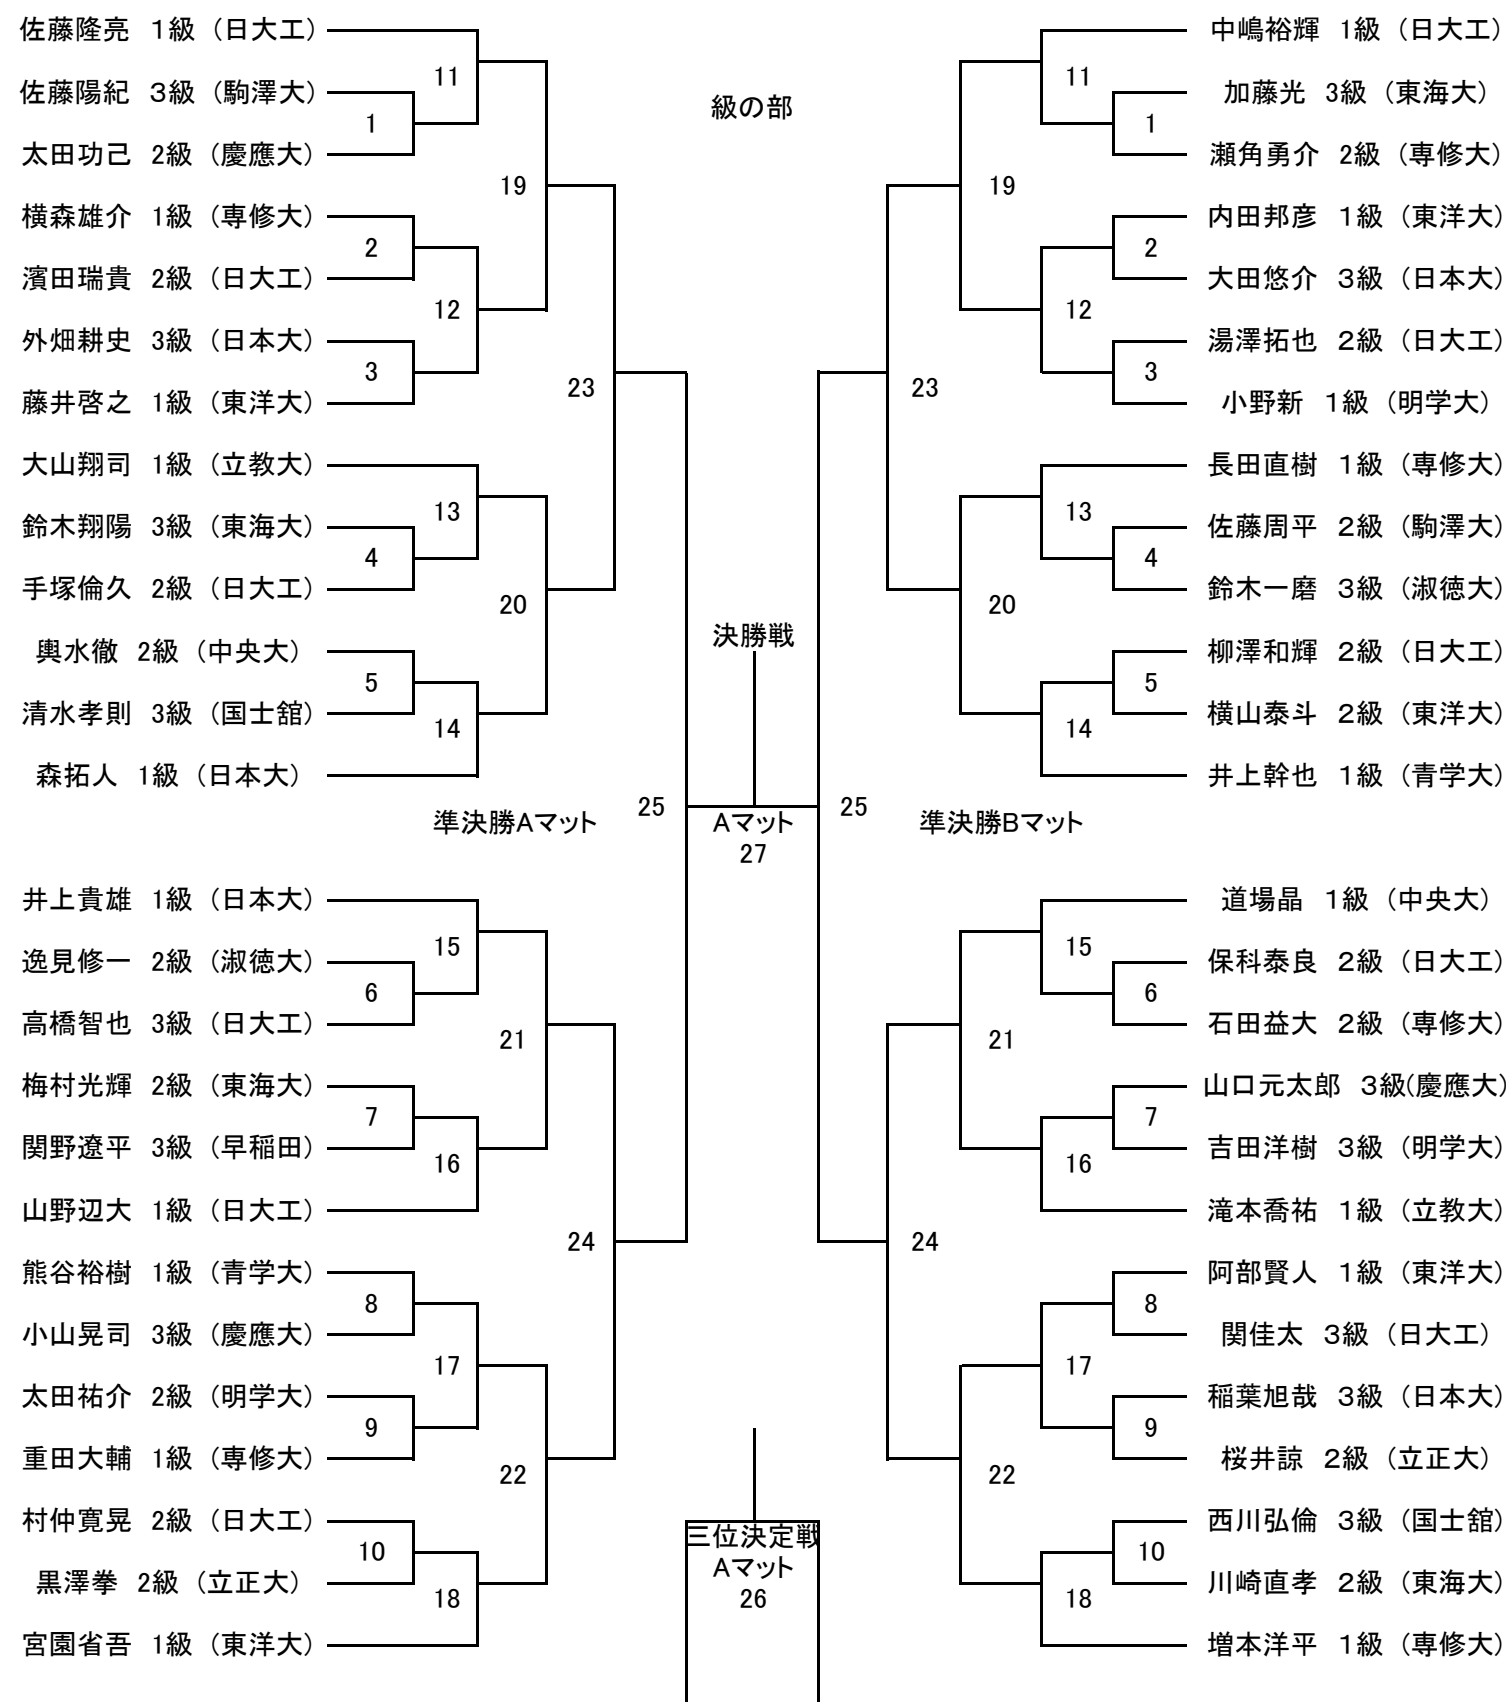 級の部
佐藤隆亮 1級 (日大工)
佐藤陽紀 3級 (駒澤大)
太田功己 2級 (慶應大)
横森雄介 1級 (専修大)
濱田瑞貴 2級 (日大工)
外畑耕史 3級 (日本大)
藤井啓之 1級 (東洋大)
大山翔司 1級 (立教大)
鈴木翔陽 3級 (東海大)
手塚倫久 2級 (日大工)
輿水徹 2級 (中央大)
清水孝則 3級 (国士舘)
森拓人 1級 (日本大)
井上貴雄 1級 (日本大)
逸見修一 2級 (淑徳大)
高橋智也 3級 (日大工)
梅村光輝 2級 (東海大)
関野遼平 3級 (早稲田)
山野辺大 1級 (日大工)
熊谷裕樹 1級 (青学大)
小山晃司 3級 (慶應大)
太田祐介 2級 (明学大)
重田大輔 1級 (専修大)
村仲寛晃 2級 (日大工)
黒澤拳 2級 (立正大)
宮園省吾 1級 (東洋大)
1
2
3
4
5
6
7
8
9
10
11
12
13
14
15
16
17
18
19
20
21
22
23
24
25
準決勝Aマット
決勝戦
Aマット
27
三位決定戦
Aマット
26
準決勝Bマット
25
23
24
19
20
21
22
11
12
13
14
15
16
17
18
1
2
3
4
5
6
7
8
9
10
中嶋裕輝 1級 (日大工)
加藤光 3級 (東海大)
瀬角勇介 2級 (専修大)
内田邦彦 1級 (東洋大)
大田悠介 3級 (日本大)
湯澤拓也 2級 (日大工)
小野新 1級 (明学大)
長田直樹 1級 (専修大)
佐藤周平 2級 (駒澤大)
鈴木一磨 3級 (淑徳大)
柳澤和輝 2級 (日大工)
横山泰斗 2級 (東洋大)
井上幹也 1級 (青学大)
道場晶 1級 (中央大)
保科泰良 2級 (日大工)
石田益大 2級 (専修大)
山口元太郎 3級(慶應大)
吉田洋樹 3級 (明学大)
滝本喬祐 1級 (立教大)
阿部賢人 1級 (東洋大)
関佳太 3級 (日大工)
稲葉旭哉 3級 (日本大)
桜井諒 2級 (立正大)
西川弘倫 3級 (国士舘)
川崎直孝 2級 (東海大)
増本洋平 1級 (専修大)